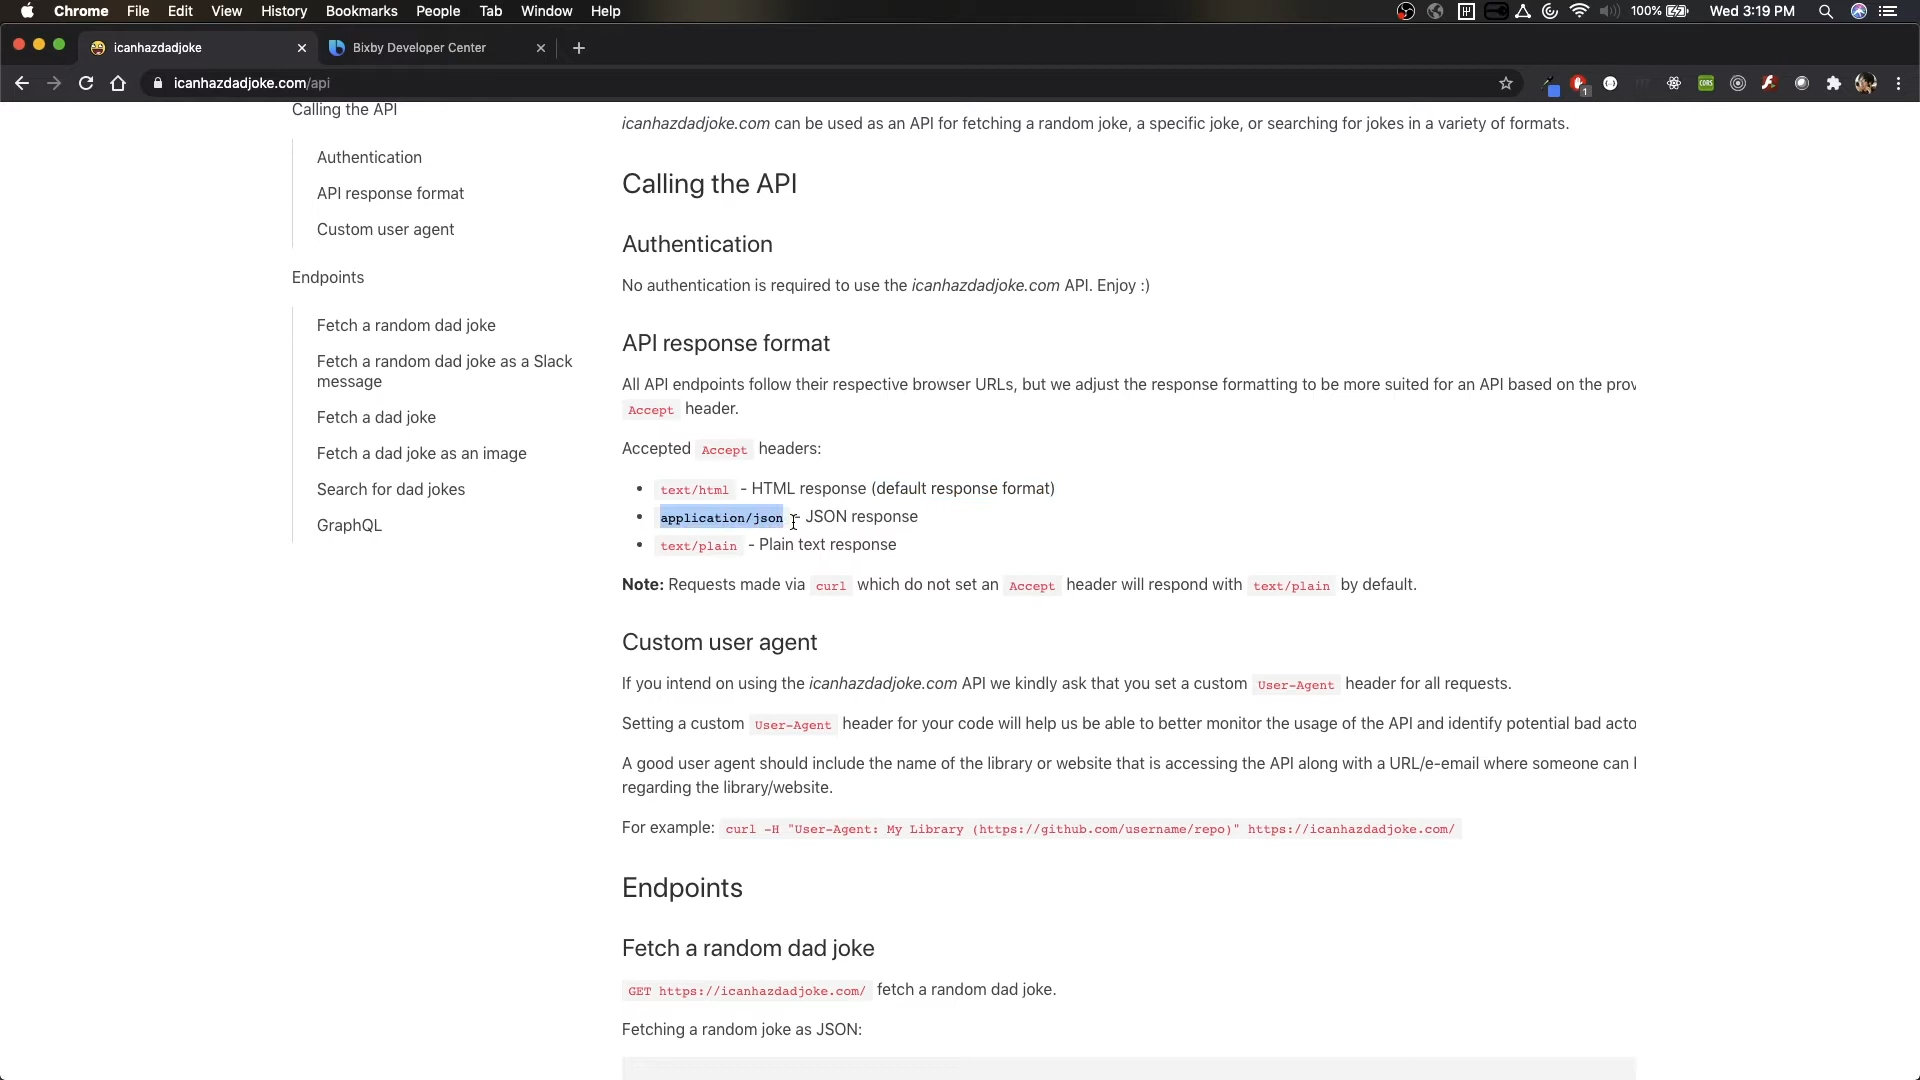 Chrome File Edit View History Bookmarks People Tab Window Help 100% Wed 3:19 PM
icanhazdadjoke Bixby Developer Center
icanhazdadjoke.com/api
Calling the API
Authentication
API response format
Custom user agent
Endpoints
Fetch a random dad joke
Fetch a random dad joke as a Slack
message
Fetch a dad joke
Fetch a dad joke as an image
Search for dad jokes
GraphQL
icanhazdadjoke.com can be used as an API for fetching a random joke, a specific joke, or searching for jokes in a variety of formats.
Calling the API
Authentication
No authentication is required to use the icanhazdadjoke.com API. Enjoy :)
API response format
All API endpoints follow their respective browser URLs, but we adjust the response formatting to be more suited for an API based on the prov
Accept header.
Accepted Accept headers:
• text/html - HTML response (default response format)
• application/json - JSON response
• text/plain - Plain text response
Note: Requests made via curl which do not set an Accept header will respond with text/plain by default.
Custom user agent
If you intend on using the icanhazdadjoke.com API we kindly ask that you set a custom User-Agent header for all requests.
Setting a custom User-Agent header for your code will help us be able to better monitor the usage of the API and identify potential bad acto
A good user agent should include the name of the library or website that is accessing the API along with a URL/e-email where someone can
regarding the library/website.
For example: curl -H "User-Agent: My Library (https://github.com/username/repo)" https://icanhazdadjoke.com/
Endpoints
Fetch a random dad joke
GET https://icanhazdadjoke.com/ fetch a random dad joke.
Fetching a random joke as JSON: